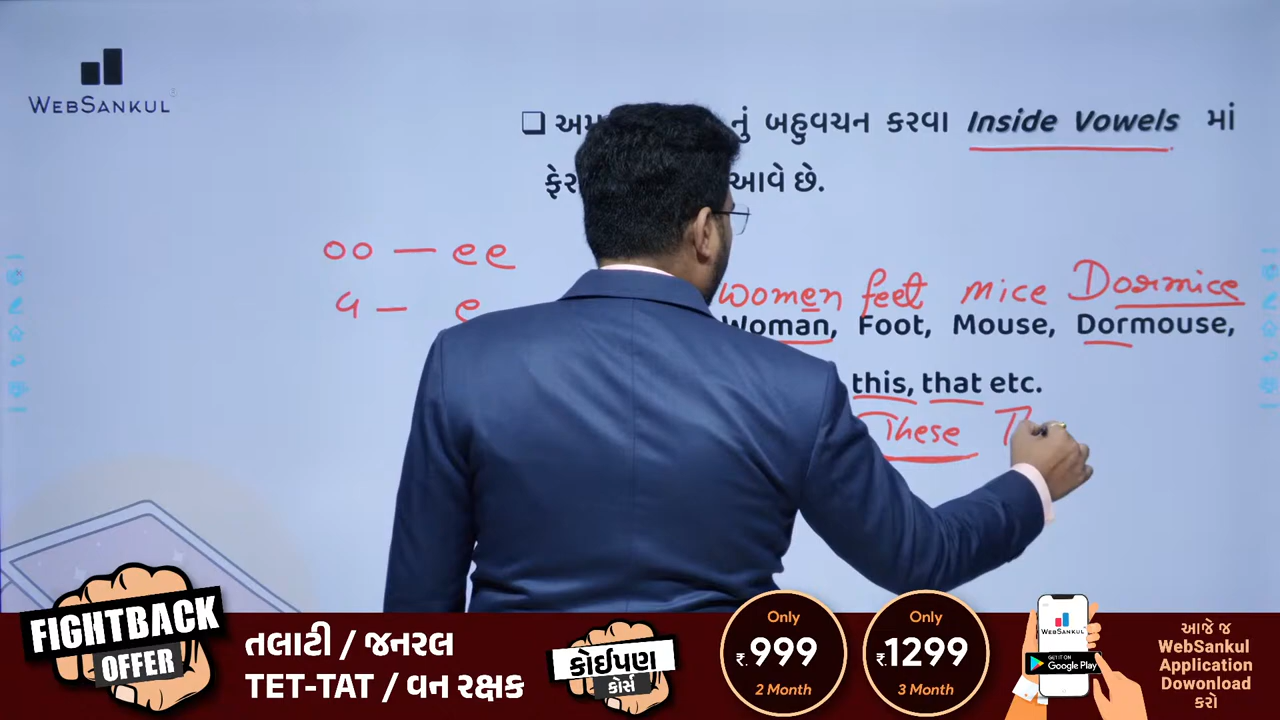 WEBSANKUL
નું બહુવચન કરવા Inside Vowels માં
આવે છે.
oo — ee
a — e
women feet mice Dormice
Woman, Foot, Mouse, Dormouse,
this, that etc.
These
FIGHTBACK
OFFER
તલાટી / જનરલ
TET-TAT / વન રક્ષક
કોઈપણ
કોર્સ
Only
₹.999
2 Month
Only
₹.1299
3 Month
WEBSANKUL
GET IT ON
Google Play
આજે જ
WebSankul
Application
Dowonload
કરો